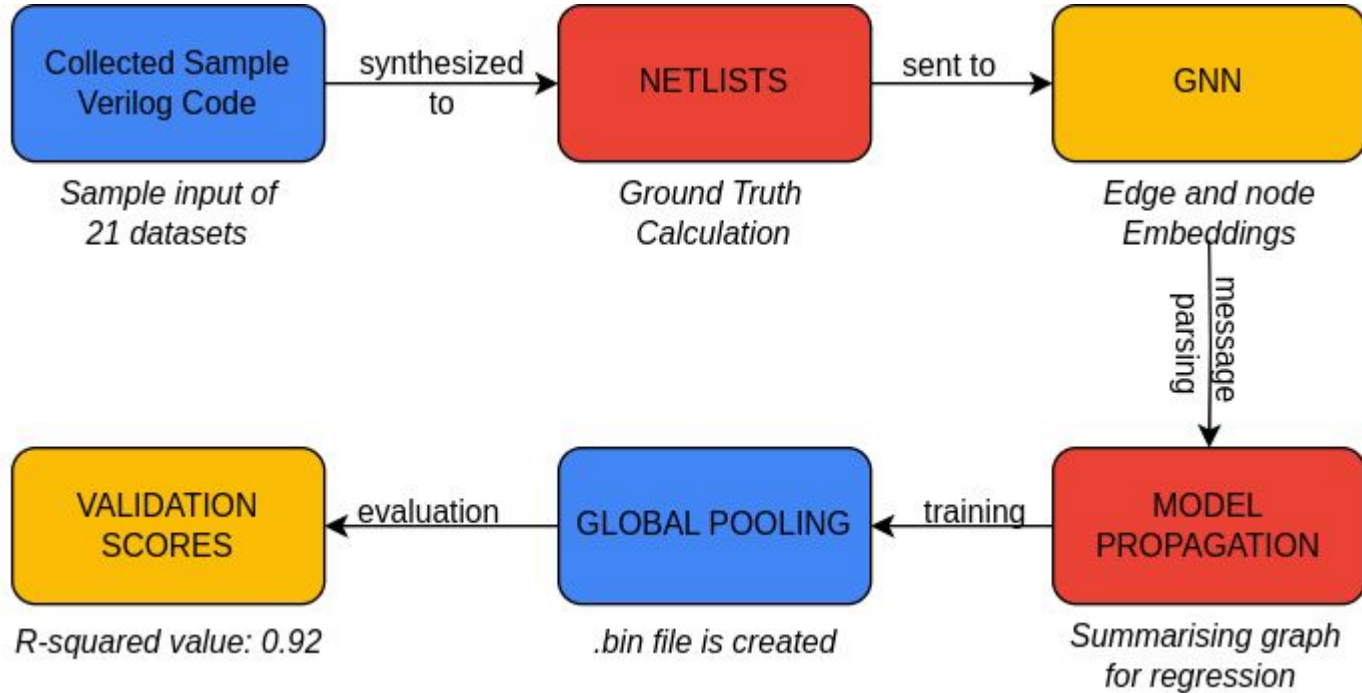 Collected Sample
Verilog Code
synthesized
to
NETLISTS
sent to
GNN
Sample input of
21 datasets
Ground Truth
Calculation
Edge and node
Embeddings
message
parsing
MODEL
PROPAGATION
training
GLOBAL POOLING
evaluation
VALIDATION
SCORES
Summarising graph
for regression
.bin file is created
R-squared value: 0.92